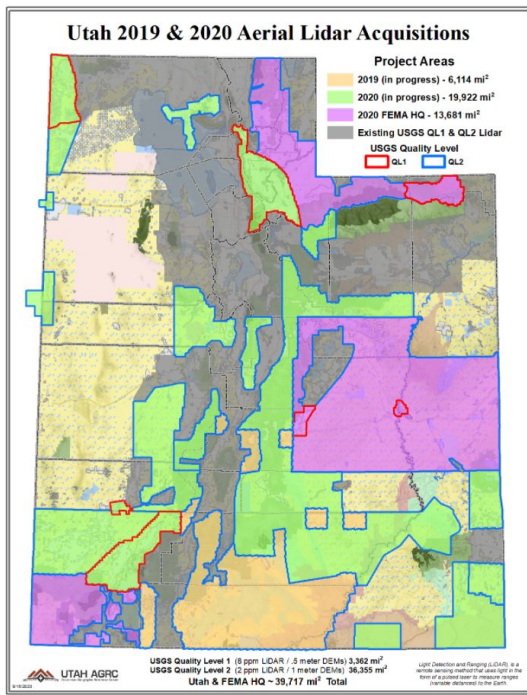 Utah 2019 & 2020 Aerial Lidar Acquisitions
Project Areas
2019 (in progress) - 6,114 mi²
2020 (in progress) - 19,922 mi²
2020 FEMA HQ - 13,681 mi²
Existing USGS QL1 & QL2 Lidar
USGS Quality Level
QL1
QL2
USGS Quality Level 1 (8 ppm LIDAR / .5 meter DEMs) 3,362 mi²
USGS Quality Level 2 (2 ppm LIDAR / 1 meter DEMs) 36,355 mi²
Utah & FEMA HQ ~ 39,717 mi² Total
UTAH AGRC
Light Detection and Ranging (LiDAR), is a
remote sensing method that uses light in the
form of a pulsed laser to measure ranges
(variable distances) to the Earth.